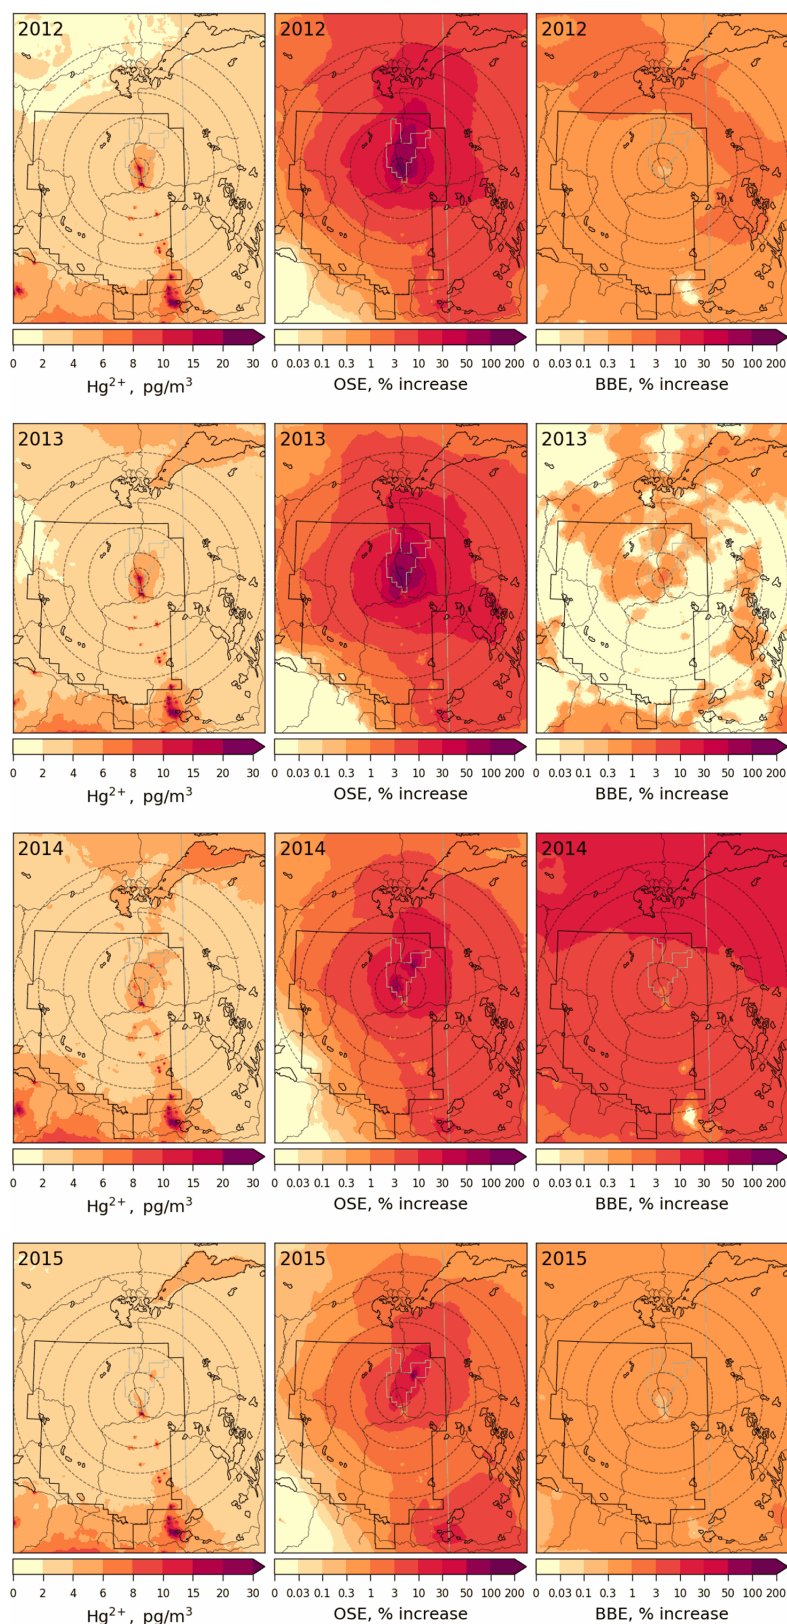 2012 2012 2012
0 2 4 8 10 15 20 30 0 0.03 0.1 0.3 1 3 10 30 50 100 200 0 0.03 0.1 0.3 1 3 10 30 50 100 200
Hg²⁺, pg/m³ OSE, % increase BBE, % increase
2013 2013 2013
0 2 4 8 12 16 20 30 0 0.03 0.1 0.3 1 3 10 30 50 100 200 0 0.03 0.1 0.3 1 3 10 30 50 100 200
Hg²⁺, pg/m³ OSE, % increase BBE, % increase
2014 2014 2014
0 2 4 8 12 16 20 30 0 0.03 0.1 0.3 1 3 10 30 50 100 200 0 0.03 0.1 0.3 1 3 10 30 50 100 200
Hg²⁺, pg/m³ OSE, % increase BBE, % increase
2015 2015 2015
0 2 4 8 10 15 20 30 0 0.03 0.1 0.3 1 3 10 30 50 100 200 0 0.03 0.1 0.3 1 3 10 30 50 100 200
Hg²⁺, pg/m³ OSE, % increase BBE, % increase